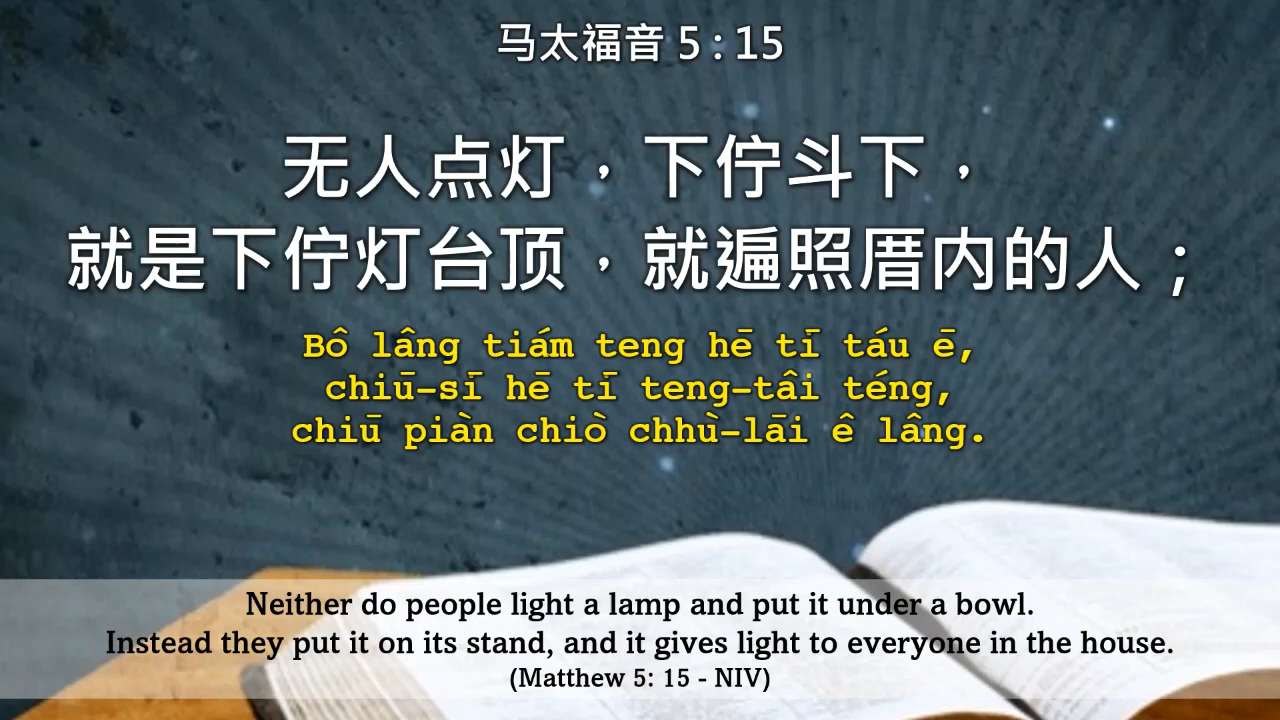 马太福音 5 : 15
无人点灯，下佇斗下，
就是下佇灯台顶，就遍照厝内的人；
Bô lâng tiám teng hē tī táu ē,
chiū-sī hē tī teng-tâi téng,
chiū piàn chiò chhù-lāi ê lâng.
Neither do people light a lamp and put it under a bowl.
Instead they put it on its stand, and it gives light to everyone in the house.
(Matthew 5: 15 - NIV)